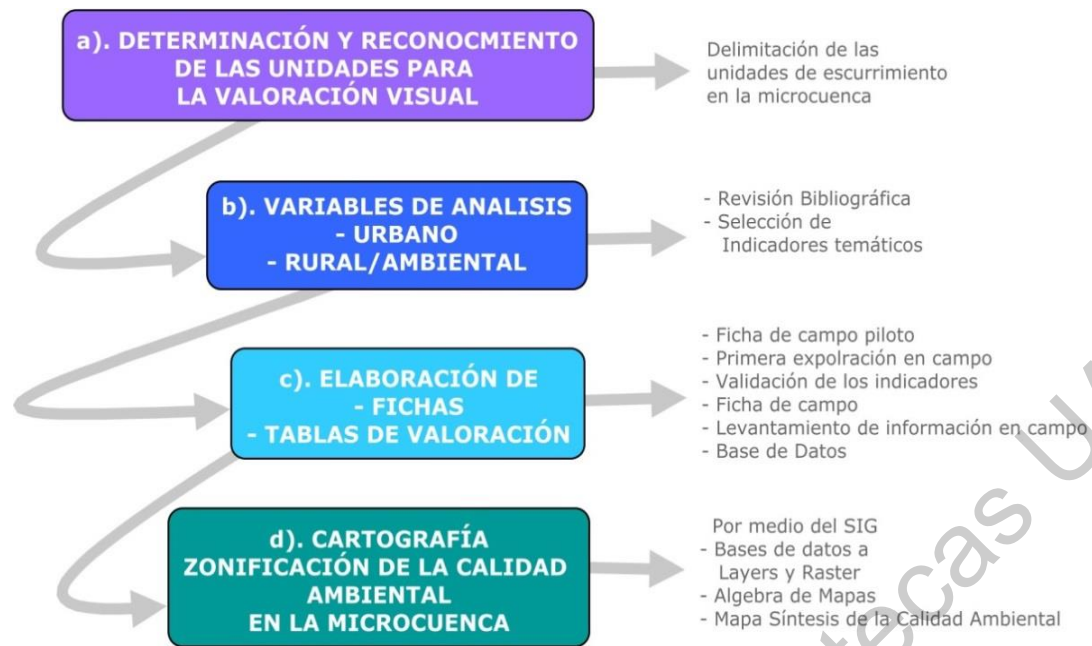 a). DETERMINACIÓN Y RECONOCMIENTO
DE LAS UNIDADES PARA
LA VALORACIÓN VISUAL
Delimitación de las
unidades de escurrimiento
en la microcuenca
b). VARIABLES DE ANALISIS
- URBANO
- RURAL/AMBIENTAL
- Revisión Bibliográfica
- Selección de
Indicadores temáticos
c). ELABORACIÓN DE
- FICHAS
- TABLAS DE VALORACIÓN
- Ficha de campo piloto
- Primera expolración en campo
- Validación de los indicadores
- Ficha de campo
- Levantamiento de información en campo
- Base de Datos
d). CARTOGRAFÍA
ZONIFICACIÓN DE LA CALIDAD
AMBIENTAL
EN LA MICROCUENCA
Por medio del SIG
- Bases de datos a
Layers y Raster
- Algebra de Mapas
- Mapa Síntesis de la Calidad Ambiental